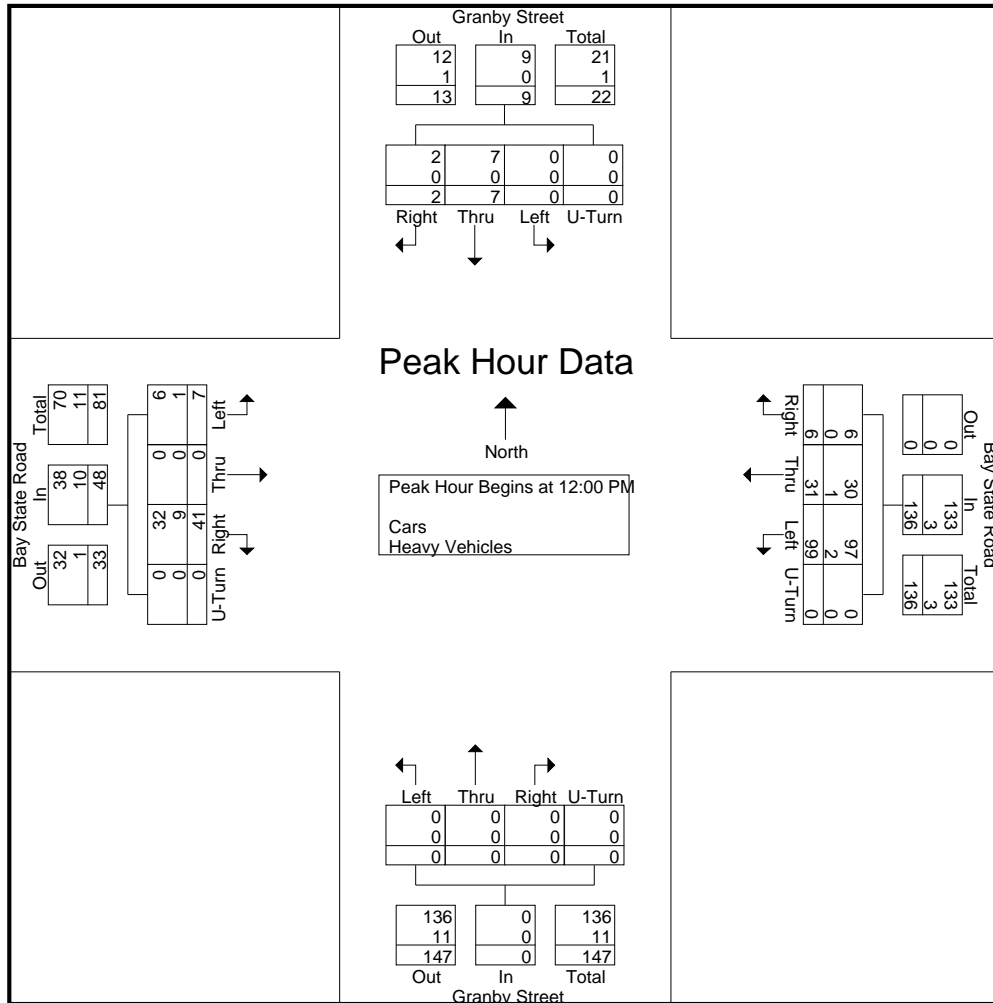 Granby Street
Out In Total
12 9 21
1 0 1
13 9 22
2 7 0 0
0 0 0 0
2 7 0 0
Right Thru Left U-Turn
Peak Hour Data
North
Peak Hour Begins at 12:00 PM
Cars
Heavy Vehicles
Bay State Road
Out In Total
32 38 70
1 10 11
33 48 81
U-Turn Right Thru Left
0 32 0 6
0 9 0 1
0 41 0 7
Bay State Road
Out In Total
0 133 133
0 3 3
0 136 136
6 30 97 0
0 1 2 0
6 31 99 0
Right Thru Left U-Turn
Left Thru Right U-Turn
0 0 0 0
0 0 0 0
0 0 0 0
136 0 136
11 0 11
147 0 147
Out In Total
Granby Street